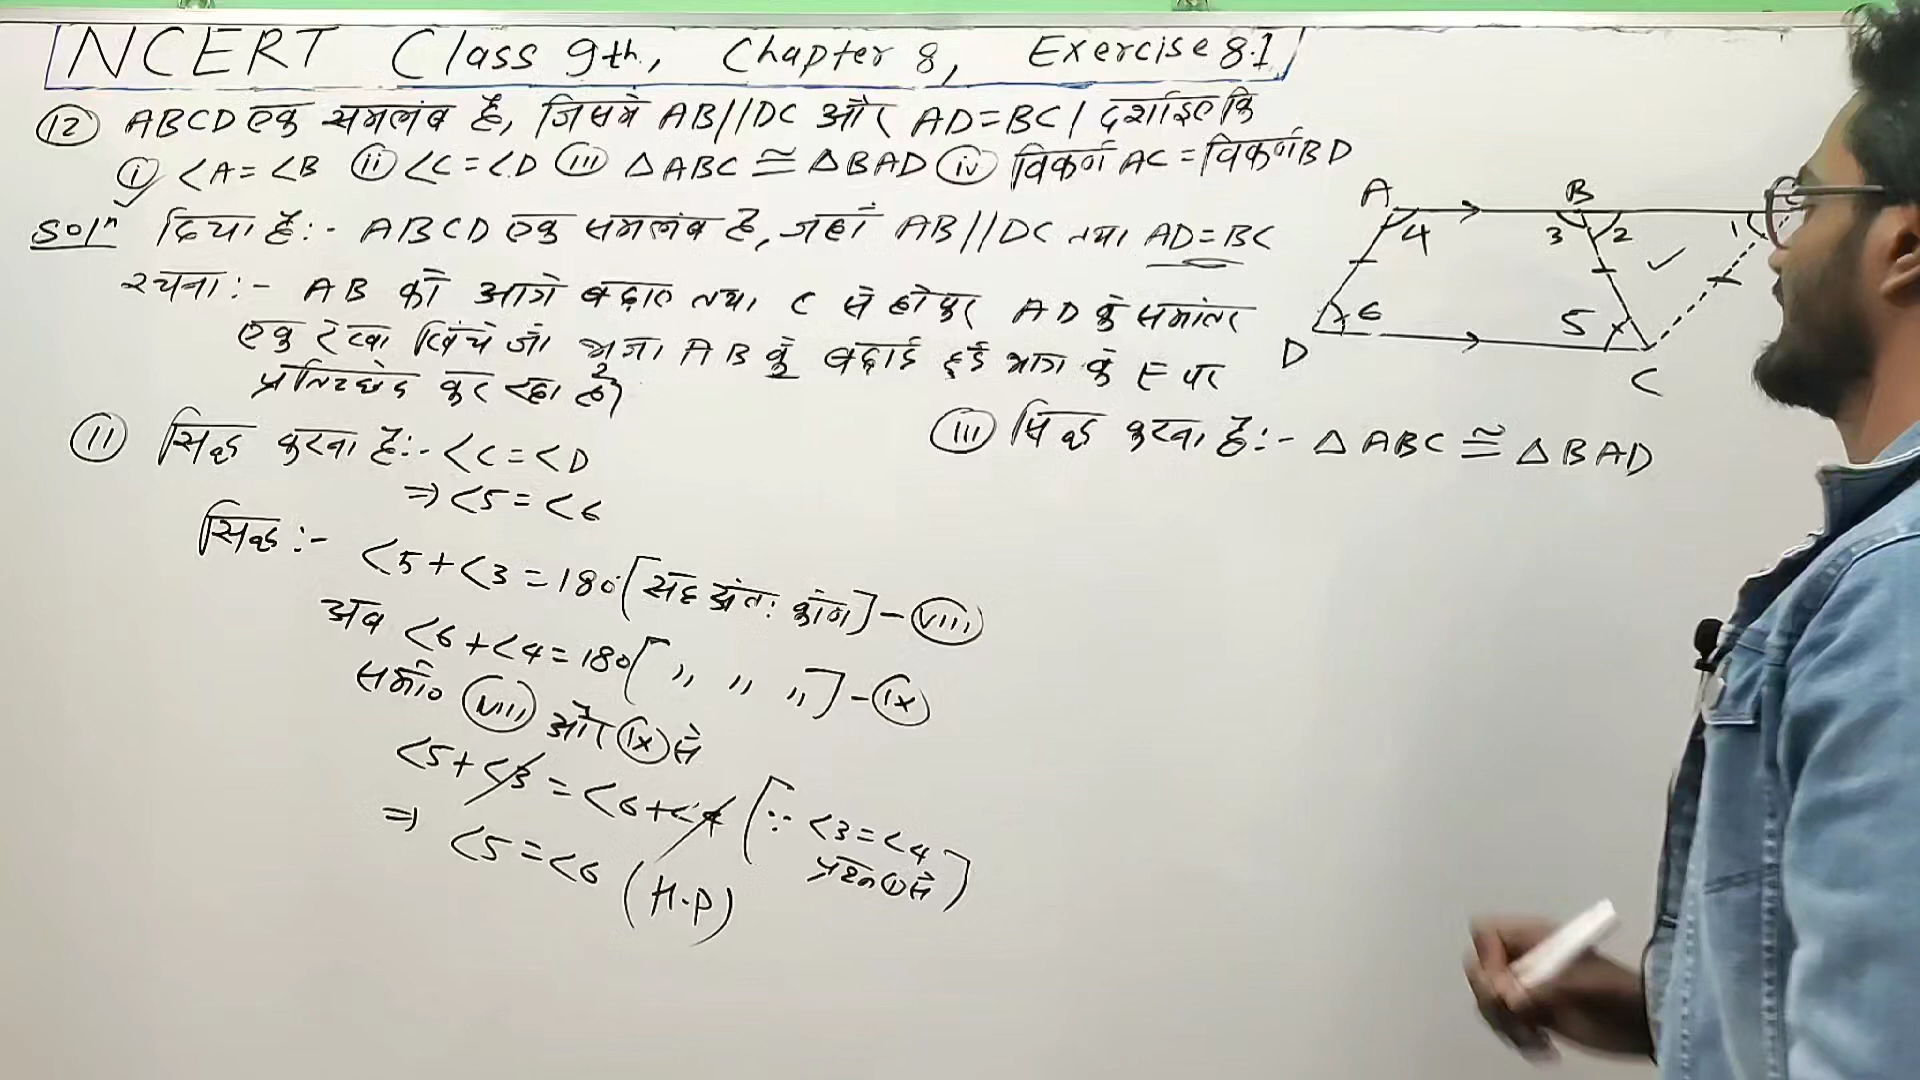 NCERT Class 9th, Chapter 8, Exercise 8.1
(12) ABCD एक समलंब है, जिसमें AB//DC और AD=BC। दर्शाइए कि
(i) <A=<B (ii) <C=<D (iii) △ABC ≅ △BAD (iv) विकर्ण AC = विकर्ण BD
Solⁿ दिया है:- ABCD एक समलंब है, जहां AB//DC तथा AD=BC
रचना:- AB को आगे बढ़ाए तथा C से होकर AD के समांतर
एक रेखा खिंचे जो भुजा AB के बढ़ाई हुई भाग के E पर
प्रतिच्छेद कर रहा है।
(ii) सिद्ध करना है:- <C=<D
⇒ <5=<6
सिद्ध:- <5+<3=180 [सह अंत: कोण] - (viii)
अब <6+<4=180 [ ,, ,, ,, ] - (ix)
समी० (viii) और (ix) से
<5+<3 = <6+<4 [∵ <3=<4
प्रश्न (i) से]
⇒ <5=<6 (H.P)
(iii) सिद्ध करना है:- △ABC ≅ △BAD
A B
4 3 2 1
6 5
D C